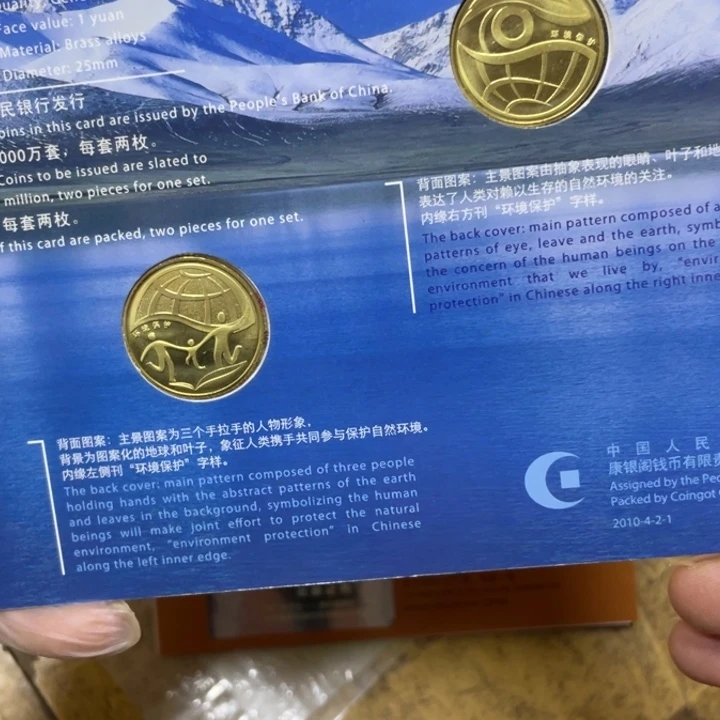 Face value: 1 yuan
Material: Brass alloys
Diameter: 25mm
民银行发行
oins in this card are issued by the People's Bank of China.
000万套，每套两枚。
Coins to be issued are slated to
million, two pieces for one set.
每套两枚。
f this card are packed, two pieces for one set.
环境保护
背面图案：主景图案由抽象表现的眼睛、叶子和地
表达了人类对赖以生存的自然环境的关注。
内缘右方刊“环境保护”字样。
The back cover: main pattern composed of a
patterns of eye, leave and the earth, symb
the concern of the human beings on the
environment that we live by, "envir
protection" in Chinese along the right inne
环境保护
背面图案：主景图案为三个手拉手的人物形象，
背景为图案化的地球和叶子，象征人类携手共同参与保护自然环境。
内缘左侧刊“环境保护”字样。
The back cover: main pattern composed of three people
holding hands with the abstract patterns of the earth
and leaves in the background, symbolizing the human
beings will make joint effort to protect the natural
environment, "environment protection" in Chinese
along the left inner edge.
中国人民
康银阁钱币有限责
Assigned by the Peo
Packed by Coingot
2010-4-2-1